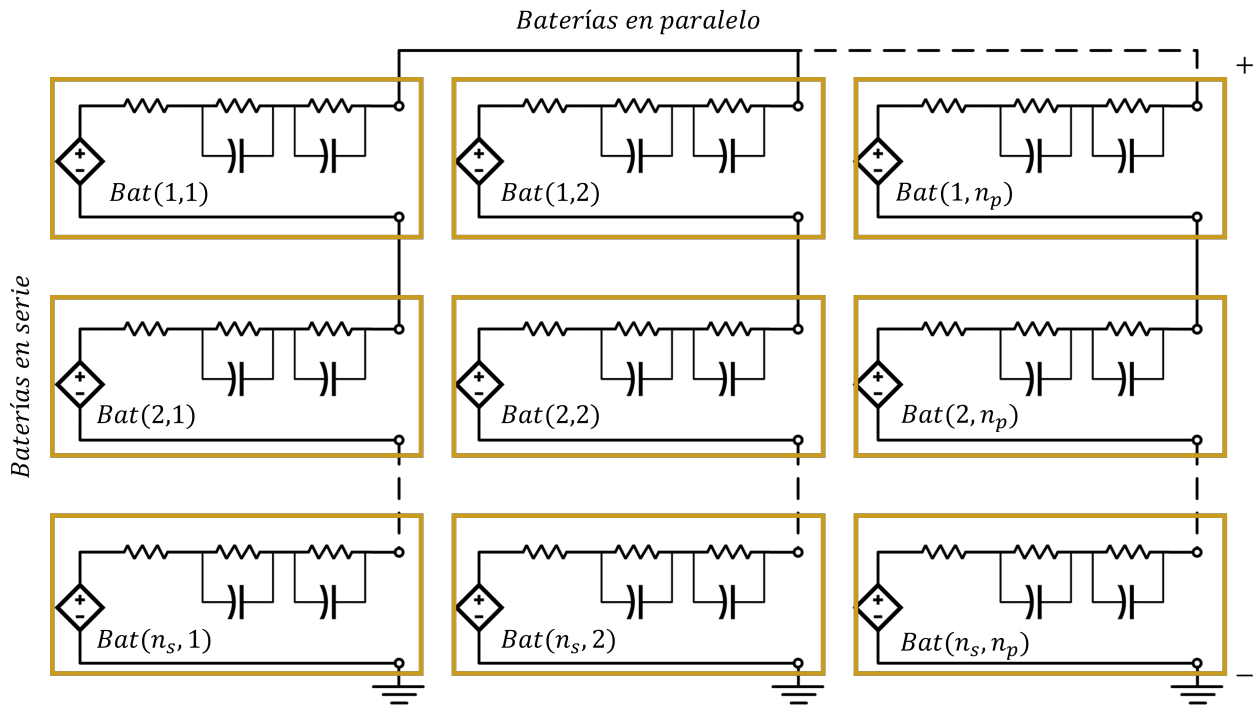 Baterías en paralelo
+
Bat(1,1)
Bat(1,2)
Bat(1, n_p)
Baterías en serie
Bat(2,1)
Bat(2,2)
Bat(2, n_p)
Bat(n_s, 1)
Bat(n_s, 2)
Bat(n_s, n_p)
−